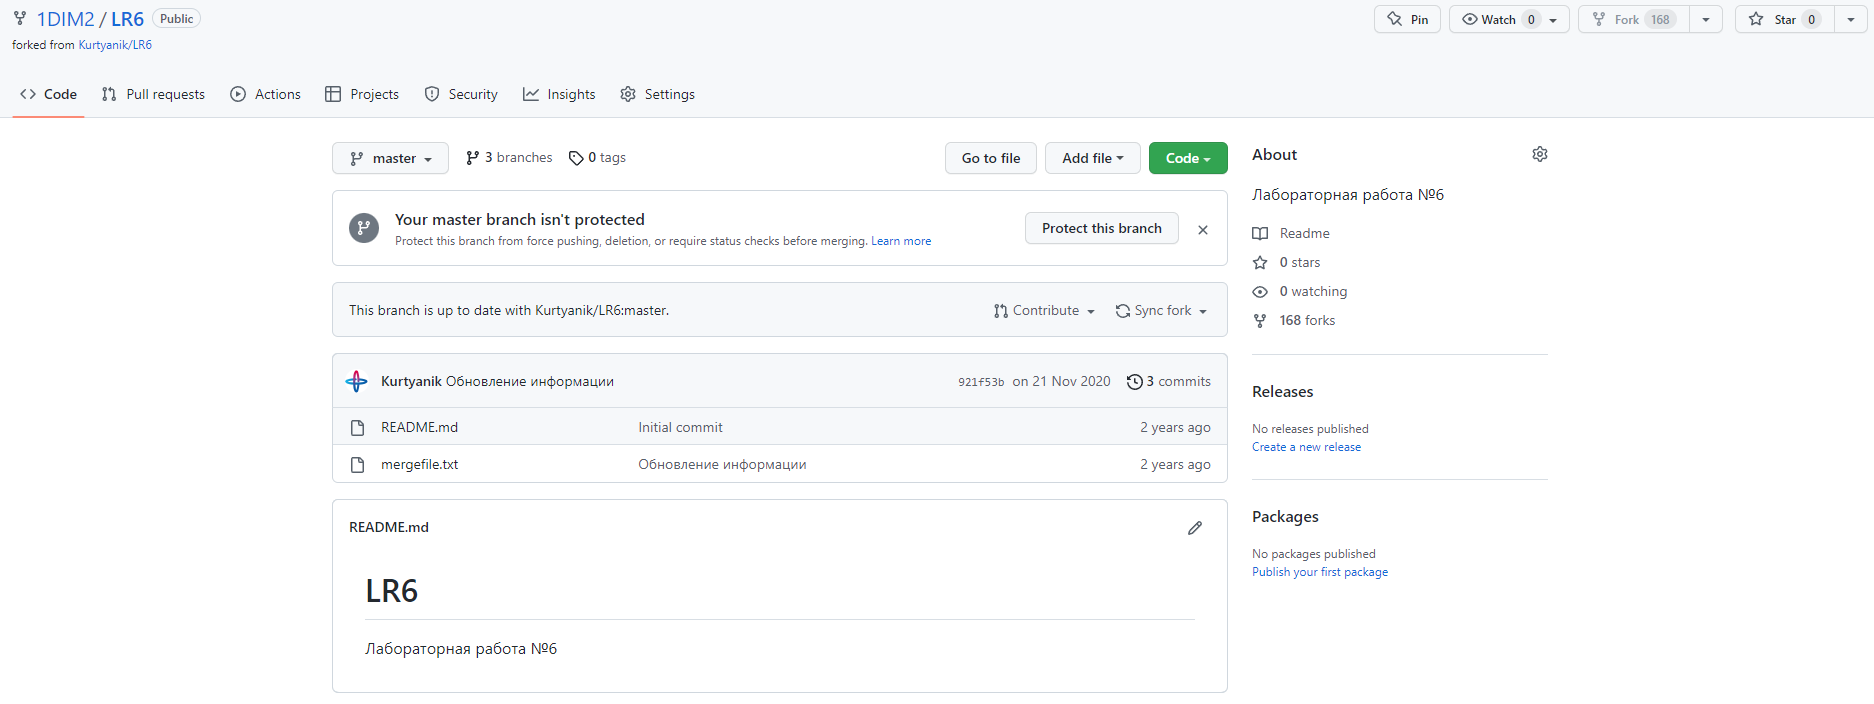 1DIM2 / LR6 Public
Pin Watch 0 Fork 168 Star 0
forked from Kurtyanik/LR6
Code Pull requests Actions Projects Security Insights Settings
master 3 branches 0 tags Go to file Add file Code
Your master branch isn't protected
Protect this branch from force pushing, deletion, or require status checks before merging. Learn more
Protect this branch
This branch is up to date with Kurtyanik/LR6:master. Contribute Sync fork
Kurtyanik Обновление информации 921f53b on 21 Nov 2020 3 commits
README.md Initial commit 2 years ago
mergefile.txt Обновление информации 2 years ago
README.md
LR6
Лабораторная работа №6
About
Лабораторная работа №6
Readme
0 stars
0 watching
168 forks
Releases
No releases published
Create a new release
Packages
No packages published
Publish your first package